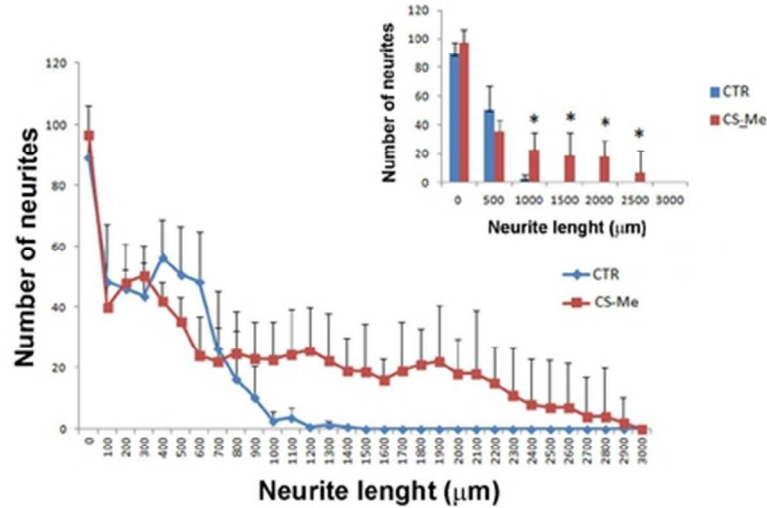 120
100
80
60
40
20
0
Number of neurites
0 500 1000 1500 2000 2500 3000
Neurite lenght (μm)
* * * *
CTR
CS_Me
120
100
80
60
40
20
0
Number of neurites
CTR
CS-Me
0 100 200 300 400 500 600 700 800 900 1000 1100 1200 1300 1400 1500 1600 1700 1800 1900 2000 2100 2200 2300 2400 2500 2600 2700 2800 2900 3000
Neurite lenght (μm)